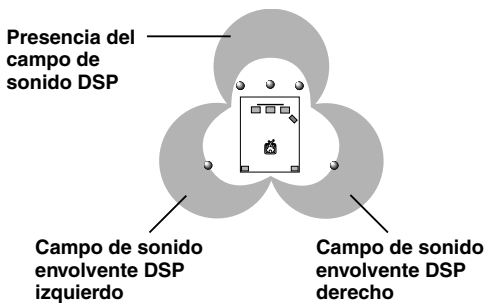 Presencia del
campo de
sonido DSP
Campo de sonido
envolvente DSP
izquierdo
Campo de sonido
envolvente DSP
derecho